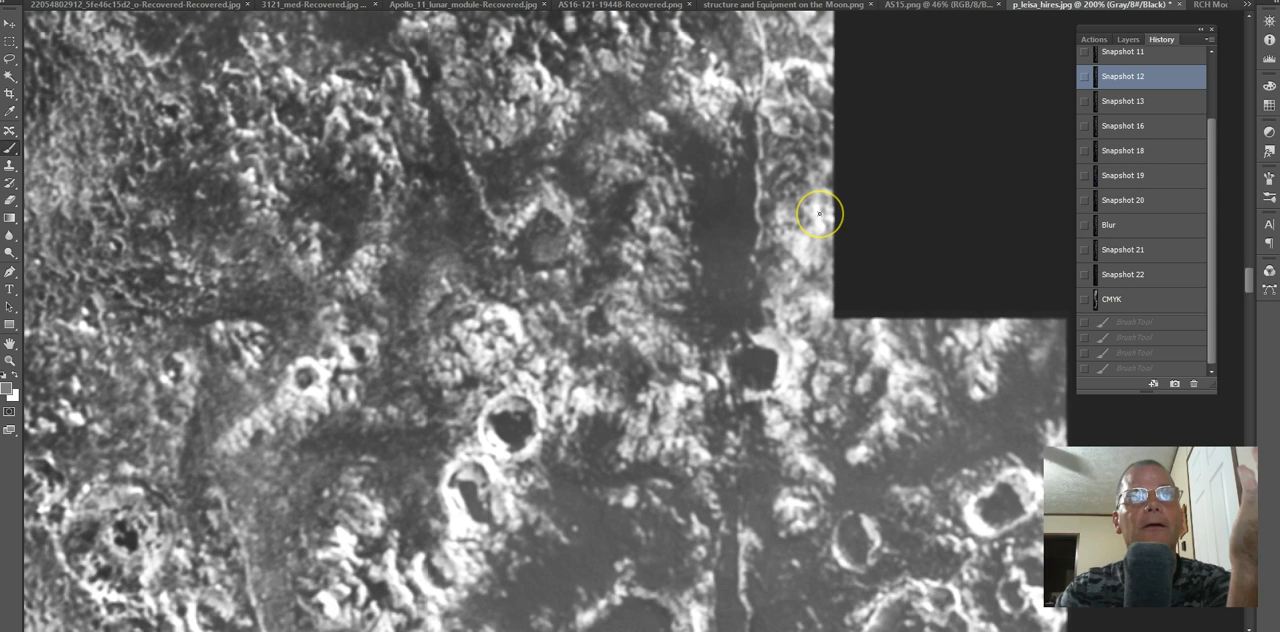 22054802912_5fe46c15d2_o-Recovered-Recovered.jpg × 3121_med-Recovered.jpg ... × Apollo_11_lunar_module-Recovered.jpg × AS16-121-19448-Recovered.png × structure and Equipment on the Moon.png × AS15.png @ 46% (RGB/8/B... × p_leisa_hires.jpg @ 200% (Gray/8#/Black) * × RCH Mo
Actions Layers History
Snapshot 11
Snapshot 12
Snapshot 13
Snapshot 16
Snapshot 18
Snapshot 19
Snapshot 20
Blur
Snapshot 21
Snapshot 22
CMYK
Brush Tool
Brush Tool
Brush Tool
Brush Tool